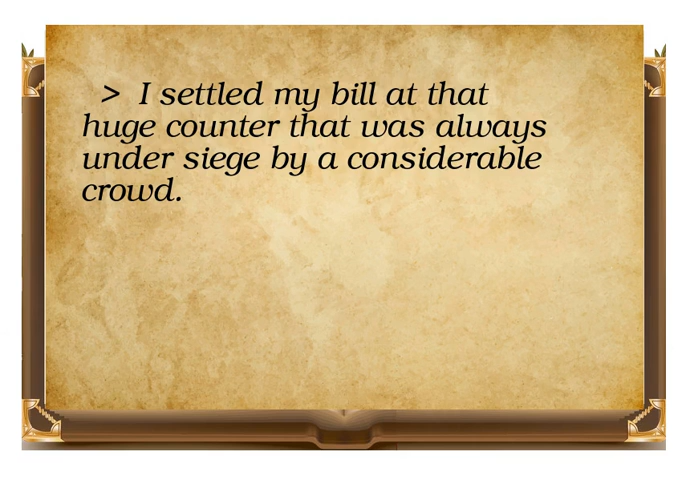 > I settled my bill at that
huge counter that was always
under siege by a considerable
crowd.